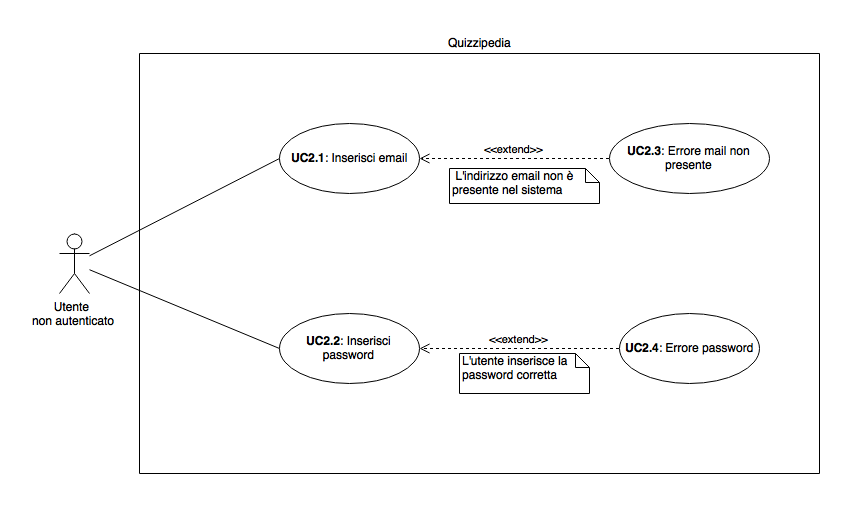 Quizzipedia
<<extend>>
UC2.1: Inserisci email
UC2.3: Errore mail non
presente
L'indirizzo email non è
presente nel sistema
Utente
non autenticato
<<extend>>
UC2.2: Inserisci
password
UC2.4: Errore password
L'utente inserisce la
password corretta